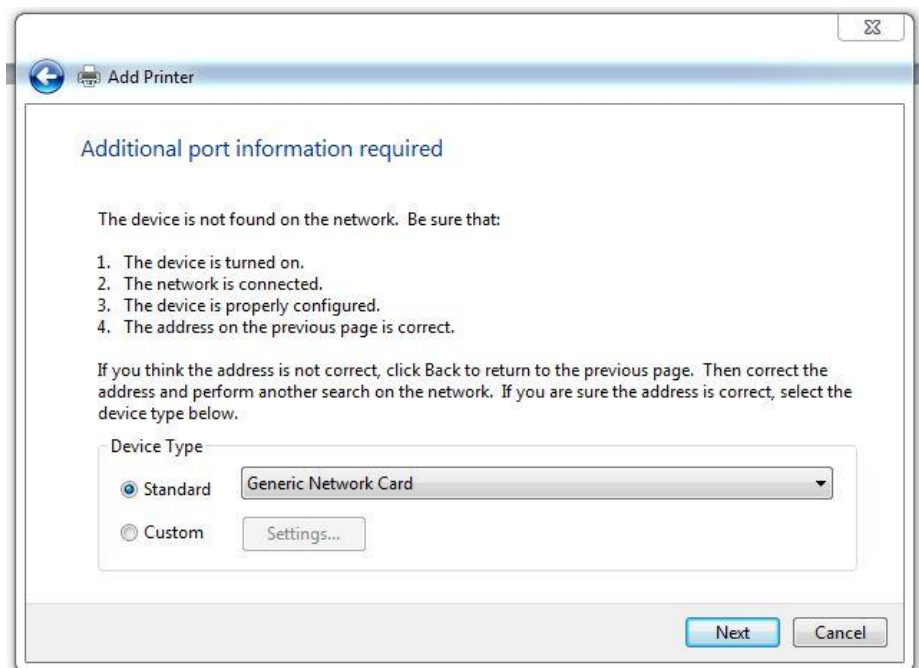 Add Printer
Additional port information required
The device is not found on the network.  Be sure that:
1.  The device is turned on.
2.  The network is connected.
3.  The device is properly configured.
4.  The address on the previous page is correct.
If you think the address is not correct, click Back to return to the previous page.  Then correct the
address and perform another search on the network.  If you are sure the address is correct, select the
device type below.
Device Type
Standard Generic Network Card
Custom Settings...
Next Cancel